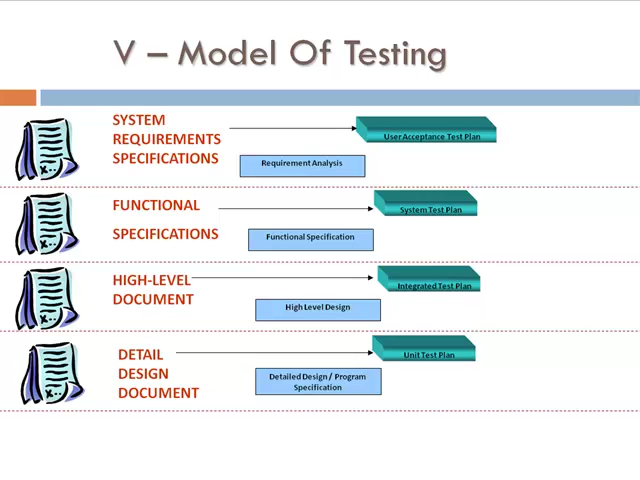 V – Model Of Testing
SYSTEM
REQUIREMENTS
SPECIFICATIONS
User Acceptance Test Plan
Requirement Analysis
FUNCTIONAL
SPECIFICATIONS
System Test Plan
Functional Specification
HIGH-LEVEL
DOCUMENT
Integrated Test Plan
High Level Design
DETAIL
DESIGN
DOCUMENT
Unit Test Plan
Detailed Design / Program
Specification